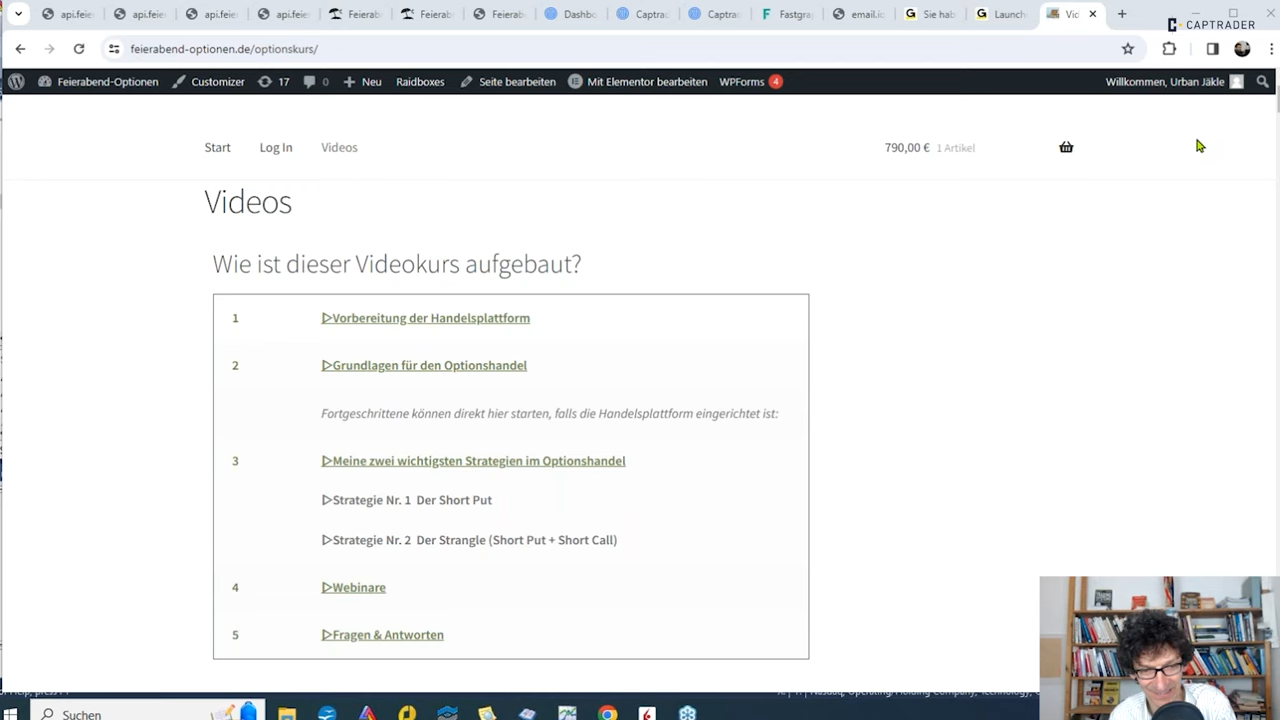 api.feier
api.feier
api.feier
api.feier
Feierab
Feierab
Feierab
Dashbo
Captrad
Captrad
Fastgra
email.io
Sie hab
Launch
Vid
CAPTRADER
feierabend-optionen.de/optionskurs/
Feierabend-Optionen Customizer 17 0 Neu Raidboxes Seite bearbeiten Mit Elementor bearbeiten WPForms 4 Willkommen, Urban Jäkle
Start Log In Videos 790,00 € 1 Artikel
Videos
Wie ist dieser Videokurs aufgebaut?
1 ▷Vorbereitung der Handelsplattform
2 ▷Grundlagen für den Optionshandel
Fortgeschrittene können direkt hier starten, falls die Handelsplattform eingerichtet ist:
3 ▷Meine zwei wichtigsten Strategien im Optionshandel
▷Strategie Nr. 1 Der Short Put
▷Strategie Nr. 2 Der Strangle (Short Put + Short Call)
4 ▷Webinare
5 ▷Fragen & Antworten
Suchen